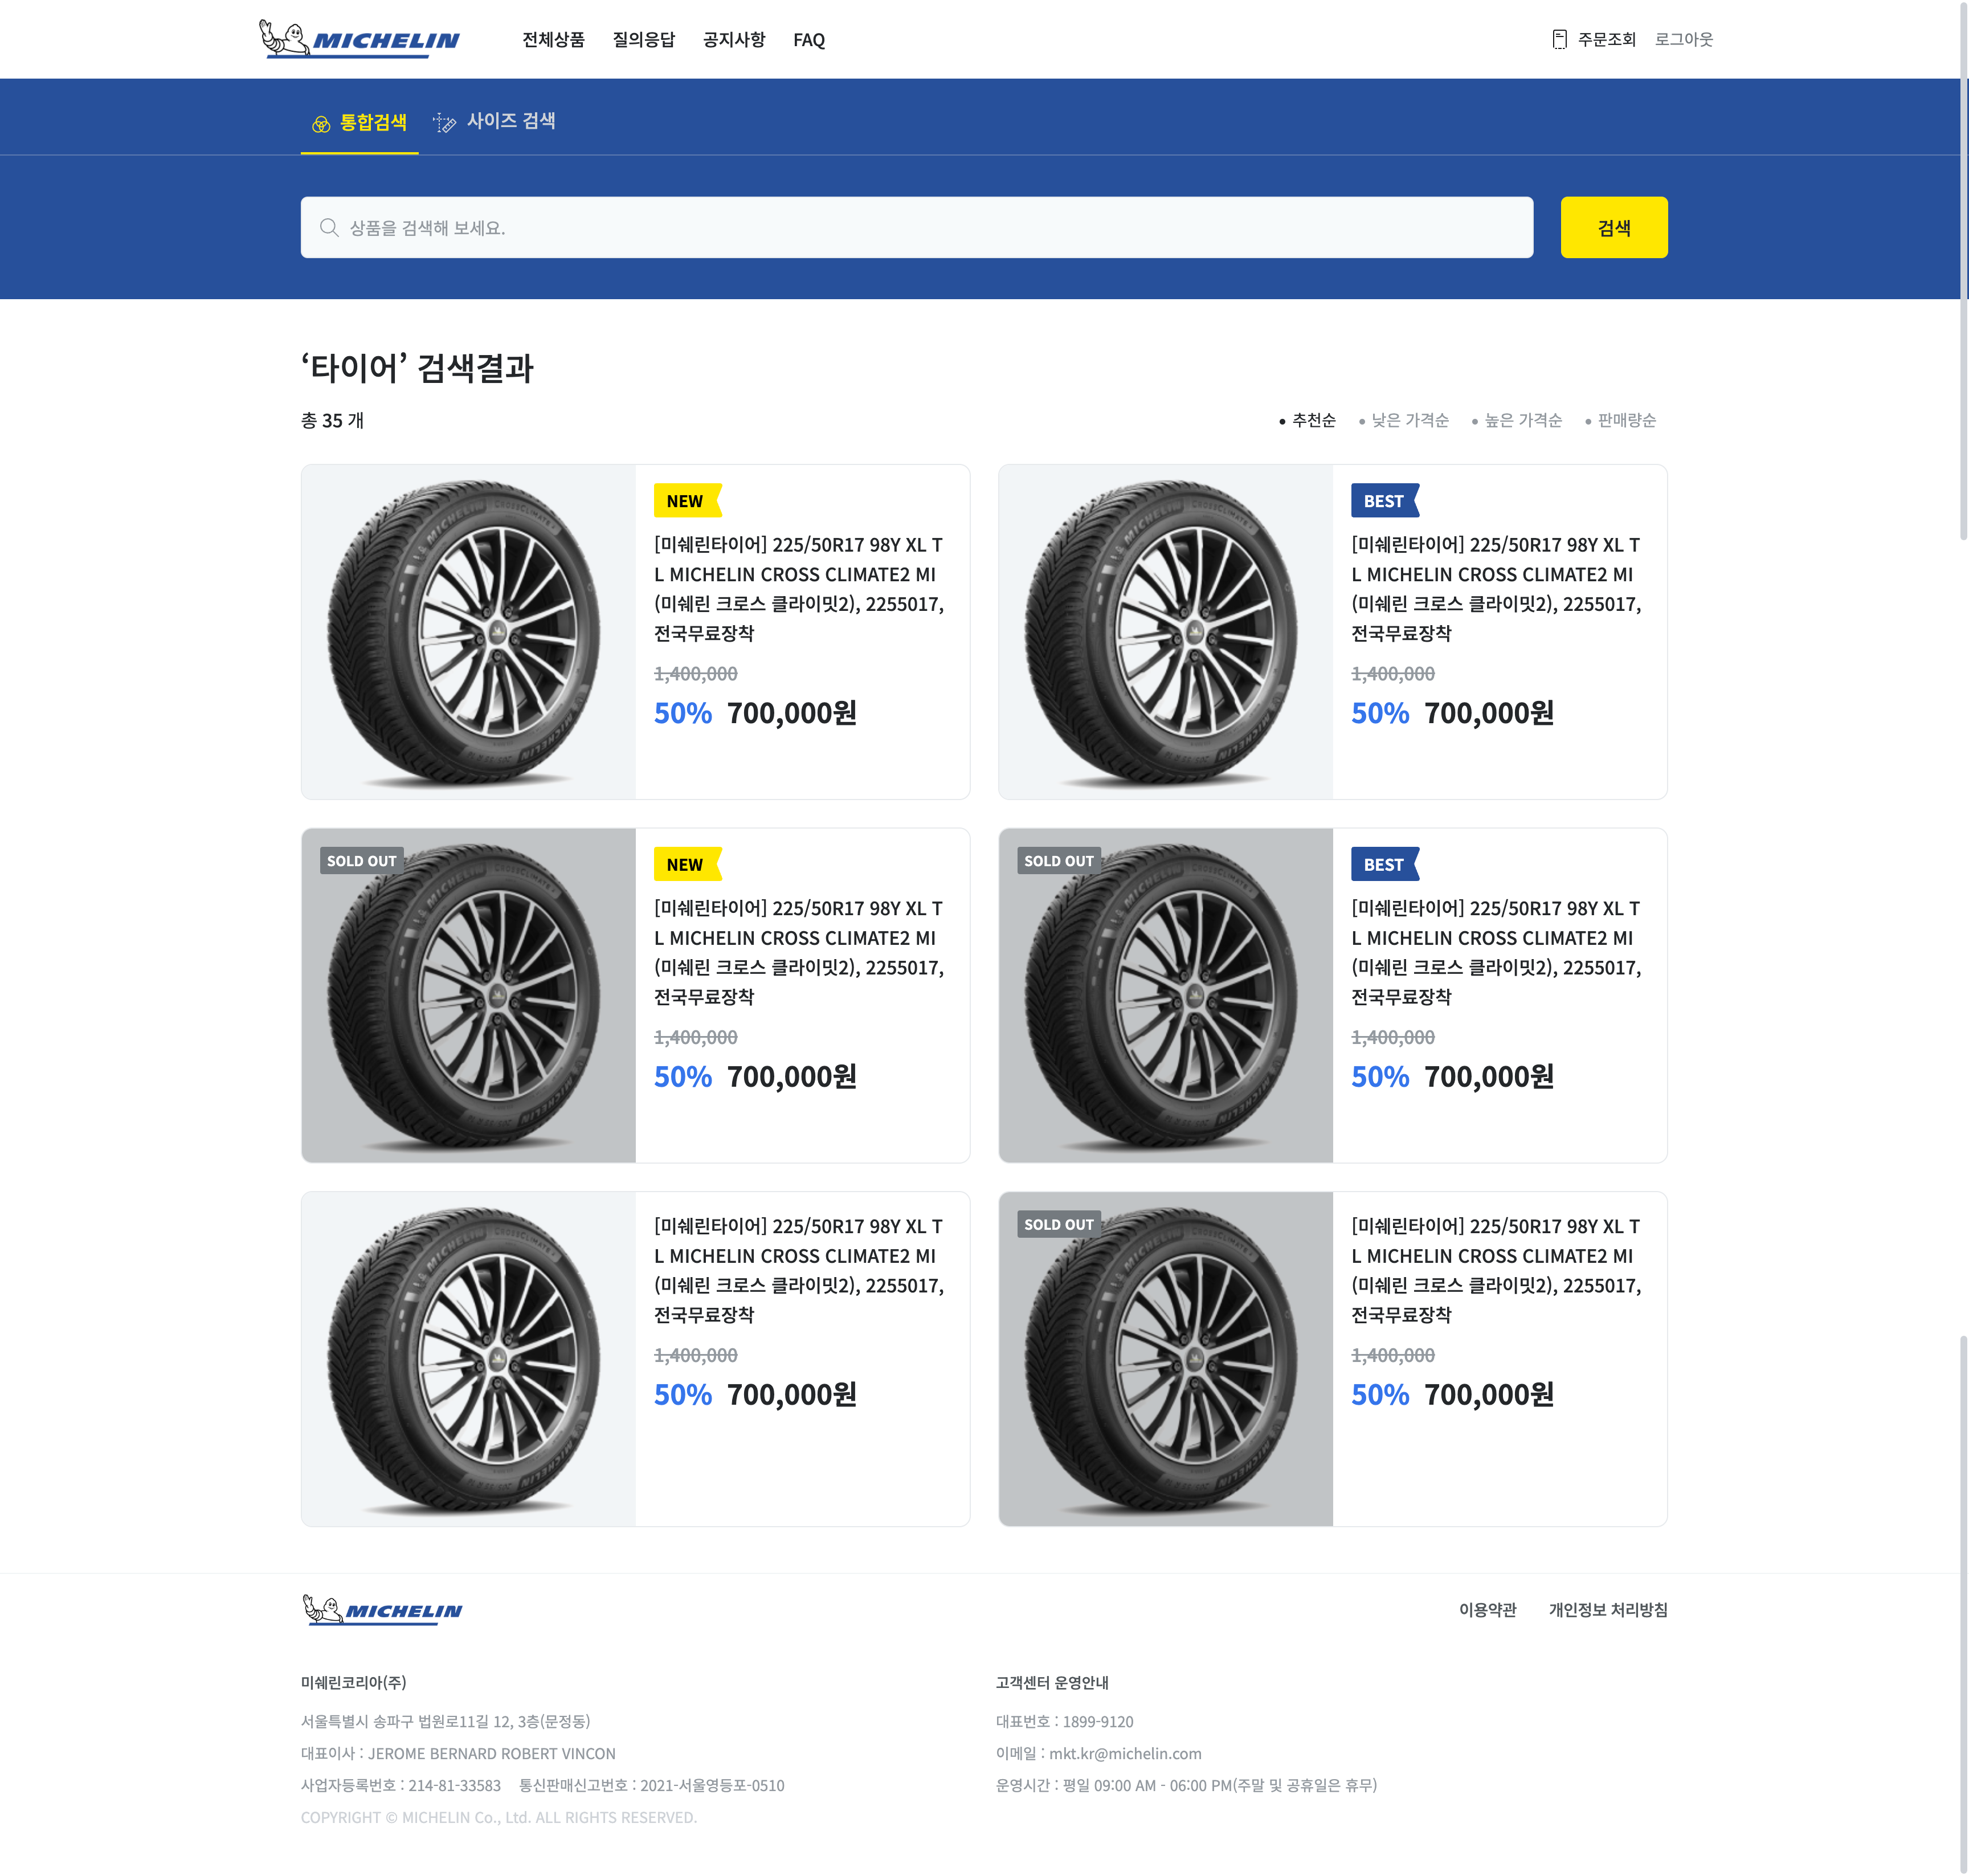 MICHELIN
전체상품 질의응답 공지사항 FAQ
주문조회 로그아웃
통합검색 사이즈 검색
상품을 검색해 보세요.
검색
‘타이어’ 검색결과
총 35 개
추천순 낮은 가격순 높은 가격순 판매량순
MICHELIN CROSSCLIMATE
NEW
[미쉐린타이어] 225/50R17 98Y XL T
L MICHELIN CROSS CLIMATE2 MI
(미쉐린 크로스 클라이밋2), 2255017,
전국무료장착
1,400,000
50% 700,000원
MICHELIN CROSSCLIMATE
BEST
[미쉐린타이어] 225/50R17 98Y XL T
L MICHELIN CROSS CLIMATE2 MI
(미쉐린 크로스 클라이밋2), 2255017,
전국무료장착
1,400,000
50% 700,000원
SOLD OUT
MICHELIN CROSSCLIMATE
NEW
[미쉐린타이어] 225/50R17 98Y XL T
L MICHELIN CROSS CLIMATE2 MI
(미쉐린 크로스 클라이밋2), 2255017,
전국무료장착
1,400,000
50% 700,000원
SOLD OUT
MICHELIN CROSSCLIMATE
BEST
[미쉐린타이어] 225/50R17 98Y XL T
L MICHELIN CROSS CLIMATE2 MI
(미쉐린 크로스 클라이밋2), 2255017,
전국무료장착
1,400,000
50% 700,000원
MICHELIN CROSSCLIMATE
[미쉐린타이어] 225/50R17 98Y XL T
L MICHELIN CROSS CLIMATE2 MI
(미쉐린 크로스 클라이밋2), 2255017,
전국무료장착
1,400,000
50% 700,000원
SOLD OUT
MICHELIN CROSSCLIMATE
[미쉐린타이어] 225/50R17 98Y XL T
L MICHELIN CROSS CLIMATE2 MI
(미쉐린 크로스 클라이밋2), 2255017,
전국무료장착
1,400,000
50% 700,000원
MICHELIN
이용약관 개인정보 처리방침
미쉐린코리아(주)
서울특별시 송파구 법원로11길 12, 3층(문정동)
대표이사 : JEROME BERNARD ROBERT VINCON
사업자등록번호 : 214-81-33583 통신판매신고번호 : 2021-서울영등포-0510
COPYRIGHT © MICHELIN Co., Ltd. ALL RIGHTS RESERVED.
고객센터 운영안내
대표번호 : 1899-9120
이메일 : mkt.kr@michelin.com
운영시간 : 평일 09:00 AM - 06:00 PM(주말 및 공휴일은 휴무)